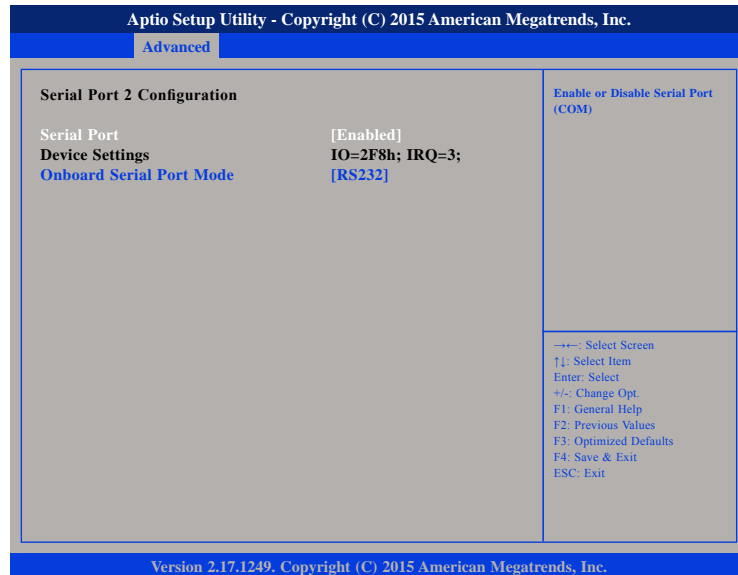 Aptio Setup Utility - Copyright (C) 2015 American Megatrends, Inc.
Advanced
Serial Port 2 Configuration
Serial Port [Enabled]
Device Settings IO=2F8h; IRQ=3;
Onboard Serial Port Mode [RS232]
Enable or Disable Serial Port
(COM)
→←: Select Screen
↑↓: Select Item
Enter: Select
+/-: Change Opt.
F1: General Help
F2: Previous Values
F3: Optimized Defaults
F4: Save & Exit
ESC: Exit
Version 2.17.1249. Copyright (C) 2015 American Megatrends, Inc.